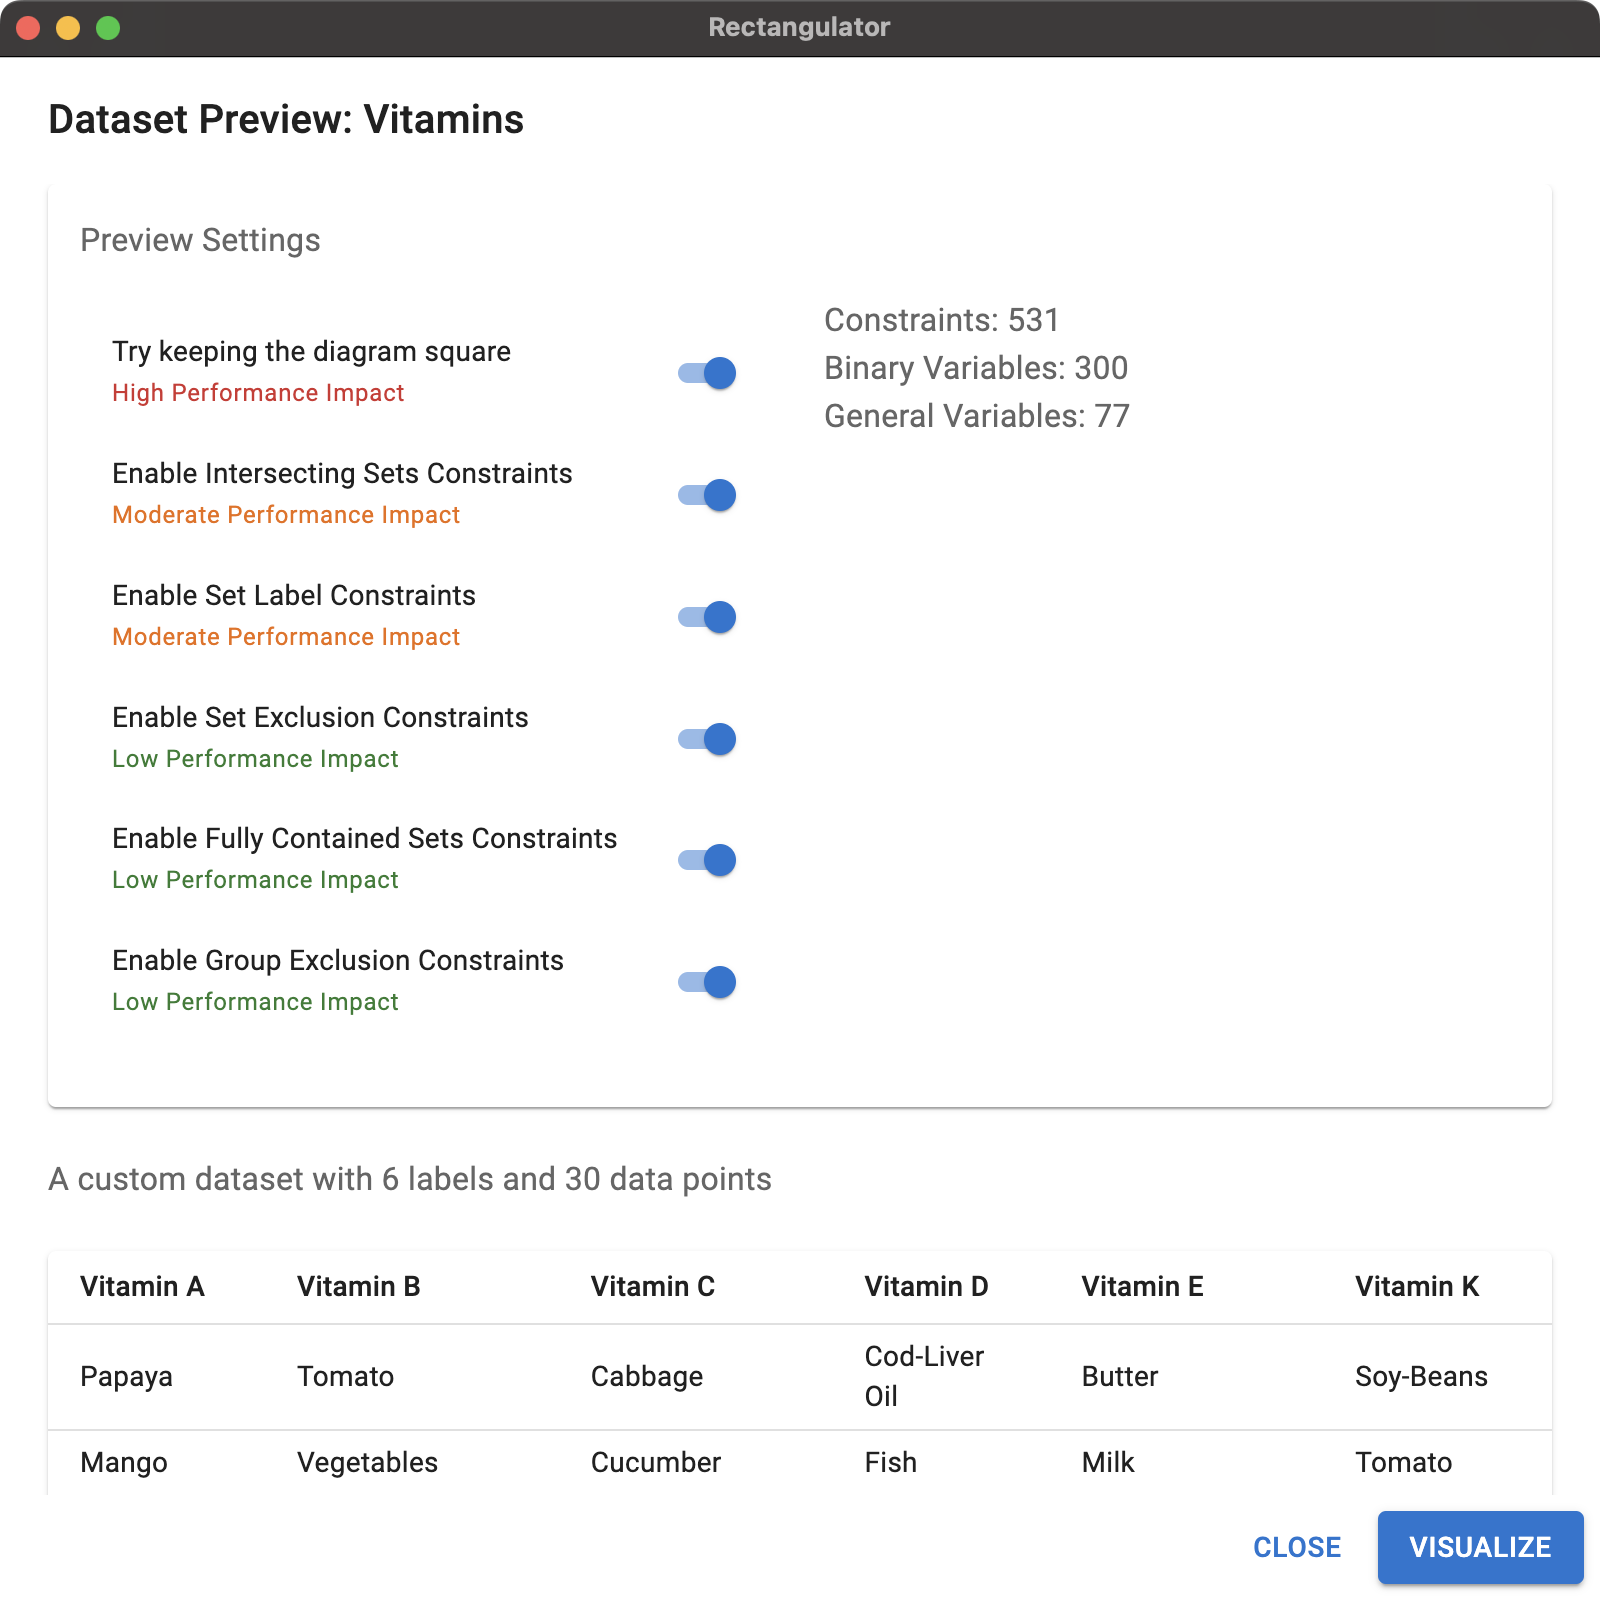 Rectangulator
Dataset Preview: Vitamins
Preview Settings
Try keeping the diagram square
High Performance Impact
Enable Intersecting Sets Constraints
Moderate Performance Impact
Enable Set Label Constraints
Moderate Performance Impact
Enable Set Exclusion Constraints
Low Performance Impact
Enable Fully Contained Sets Constraints
Low Performance Impact
Enable Group Exclusion Constraints
Low Performance Impact
Constraints: 531
Binary Variables: 300
General Variables: 77
A custom dataset with 6 labels and 30 data points
Vitamin A Vitamin B Vitamin C Vitamin D Vitamin E Vitamin K
Papaya Tomato Cabbage Cod-Liver Oil Butter Soy-Beans
Mango Vegetables Cucumber Fish Milk Tomato
CLOSE VISUALIZE